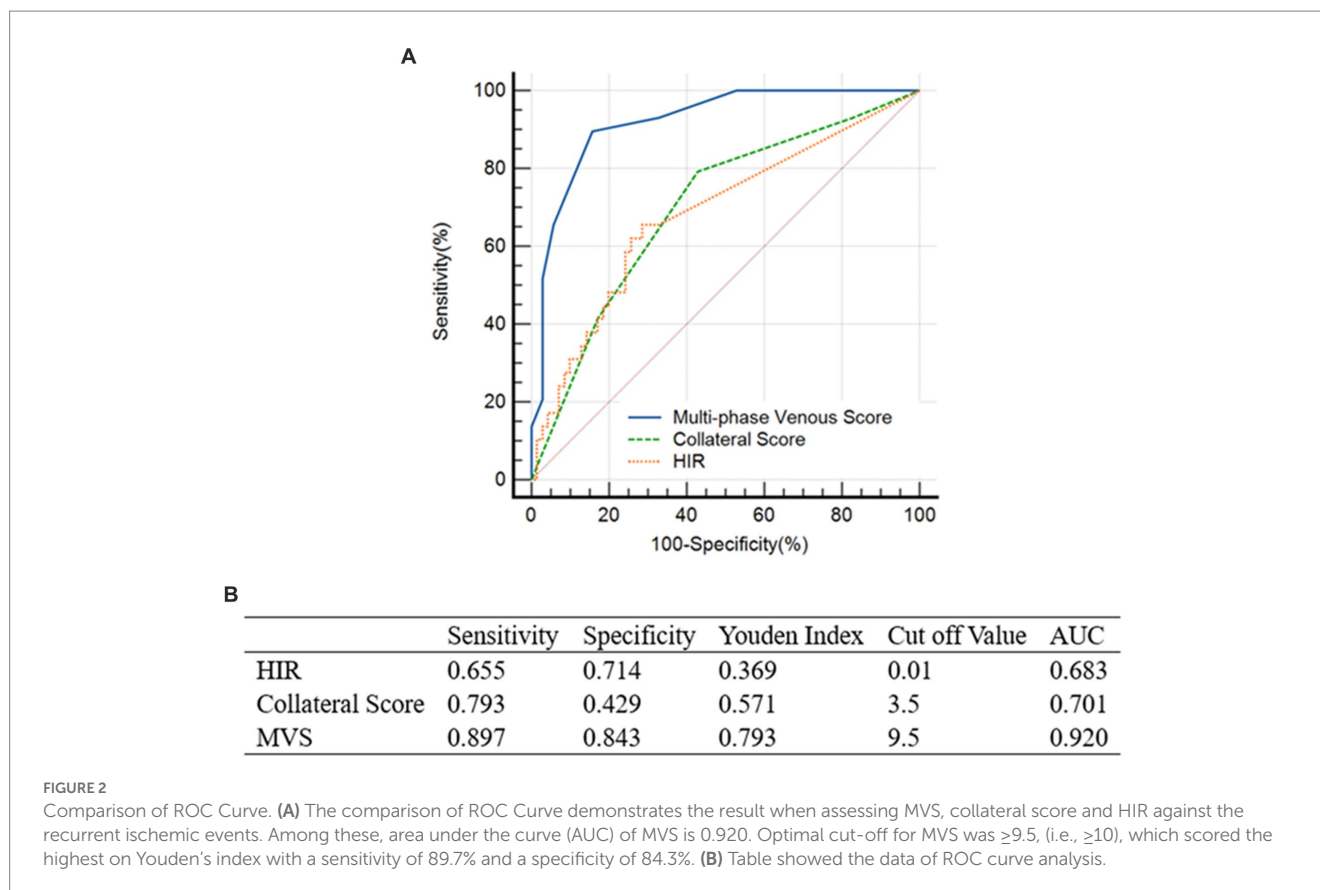 A
100
80
60
40
20
0
Sensitivity(%)
Multi-phase Venous Score
Collateral Score
HIR
0 20 40 60 80 100
100-Specificity(%)
B
Sensitivity Specificity Youden Index Cut off Value AUC
HIR 0.655 0.714 0.369 0.01 0.683
Collateral Score 0.793 0.429 0.571 3.5 0.701
MVS 0.897 0.843 0.793 9.5 0.920
FIGURE 2
Comparison of ROC Curve. (A) The comparison of ROC Curve demonstrates the result when assessing MVS, collateral score and HIR against the
recurrent ischemic events. Among these, area under the curve (AUC) of MVS is 0.920. Optimal cut-off for MVS was ≥9.5, (i.e., ≥10), which scored the
highest on Youden’s index with a sensitivity of 89.7% and a specificity of 84.3%. (B) Table showed the data of ROC curve analysis.